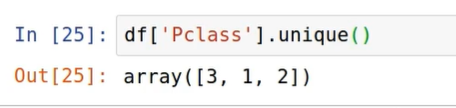 In [25]: df['Pclass'].unique()
Out[25]: array([3, 1, 2])